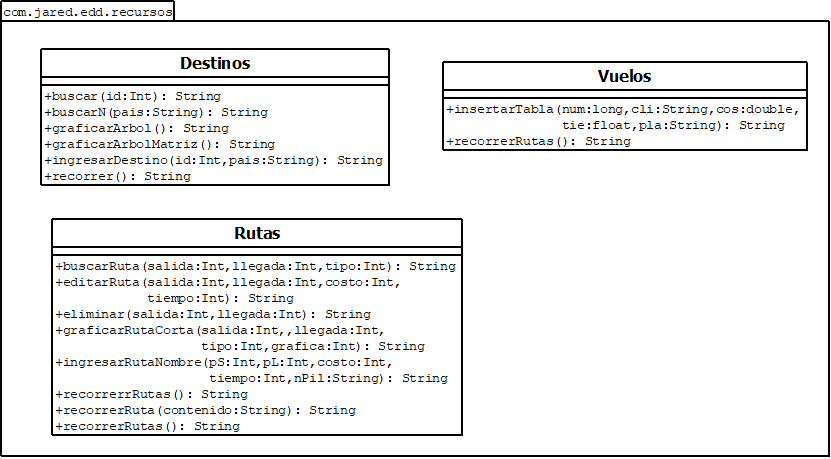 com.jared.edd.recursos
Destinos
+buscar(id:Int): String
+buscarN(pais:String): String
+graficarArbol(): String
+graficarArbolMatriz(): String
+ingresarDestino(id:Int,pais:String): String
+recorrer(): String
Vuelos
+insertarTabla(num:long,cli:String,cos:double,
tie:float,pla:String): String
+recorrerRutas(): String
Rutas
+buscarRuta(salida:Int,llegada:Int,tipo:Int): String
+editarRuta(salida:Int,llegada:Int,costo:Int,
tiempo:Int): String
+eliminar(salida:Int,llegada:Int): String
+graficarRutaCorta(salida:Int,,llegada:Int,
tipo:Int,grafica:Int): String
+ingresarRutaNombre(pS:Int,pL:Int,costo:Int,
tiempo:Int,nPil:String): String
+recorrerrRutas(): String
+recorrerRuta(contenido:String): String
+recorrerRutas(): String